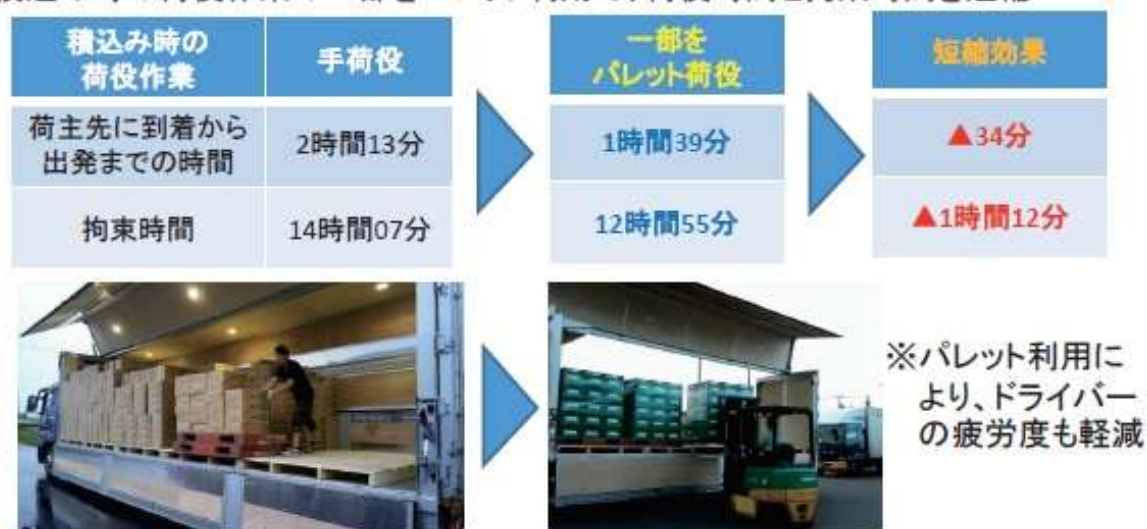 積込み時の
荷役作業
手荷役
一部を
パレット荷役
短縮効果
荷主先に到着から
出発までの時間
2時間13分
1時間39分
▲34分
拘束時間
14時間07分
12時間55分
▲1時間12分
※パレット利用に
より、ドライバー
の疲労度も軽減